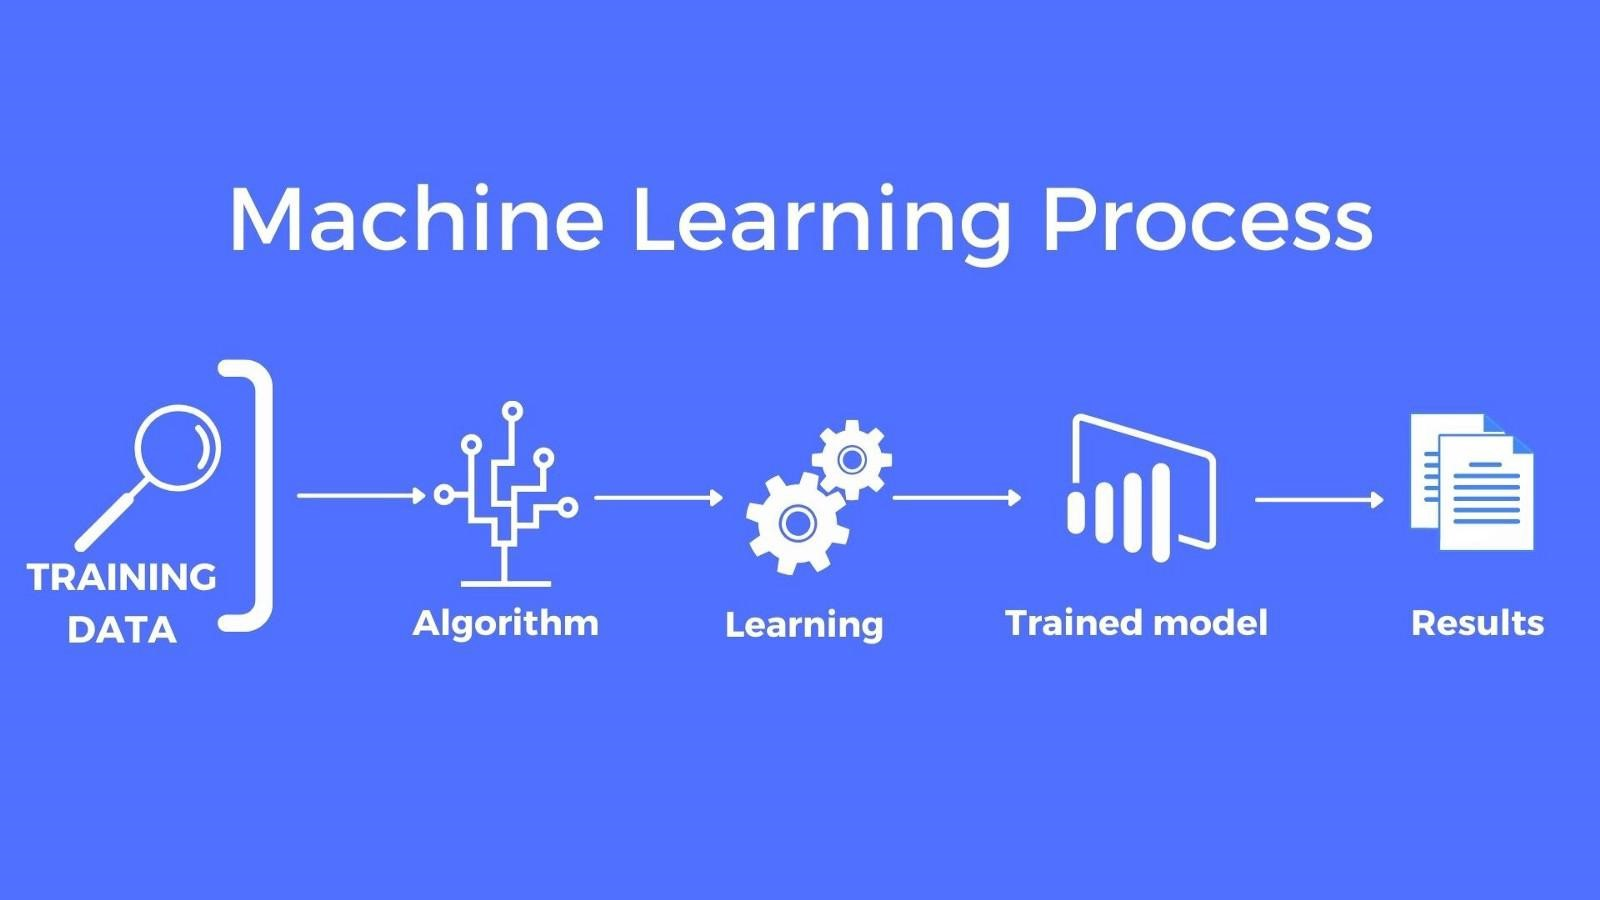 Machine Learning Process
TRAINING
DATA
Algorithm
Learning
Trained model
Results